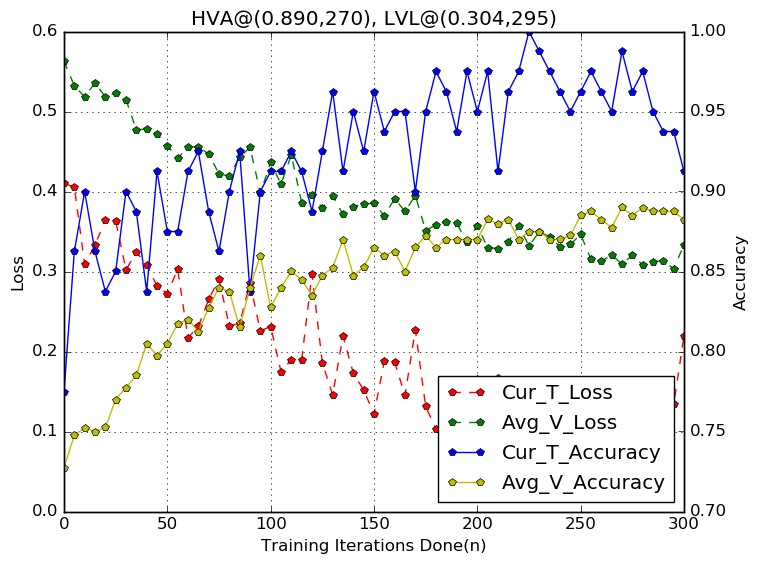 HVA@(0.890,270), LVL@(0.304,295)
0.6
0.5
0.4
0.3
0.2
0.1
0.0
Loss
1.00
0.95
0.90
0.85
0.80
0.75
0.70
Accuracy
Cur_T_Loss
Avg_V_Loss
Cur_T_Accuracy
Avg_V_Accuracy
0 50 100 150 200 250 300
Training Iterations Done(n)